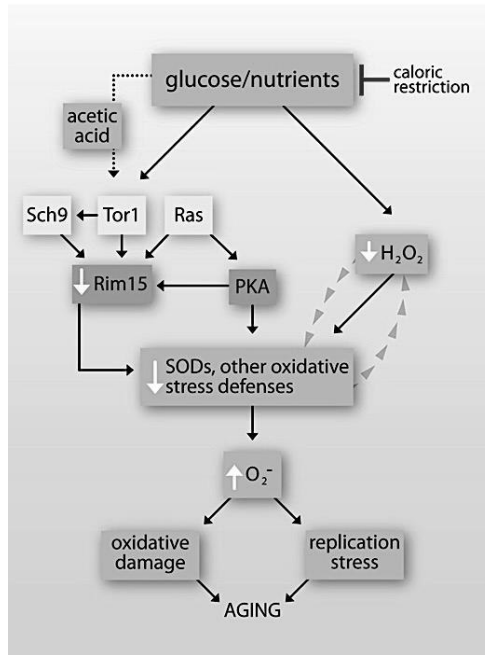 glucose/nutrients
caloric
restriction
acetic
acid
Sch9
Tor1
Ras
H₂O₂
Rim15
PKA
SODs, other oxidative
stress defenses
O₂⁻
oxidative
damage
replication
stress
AGING